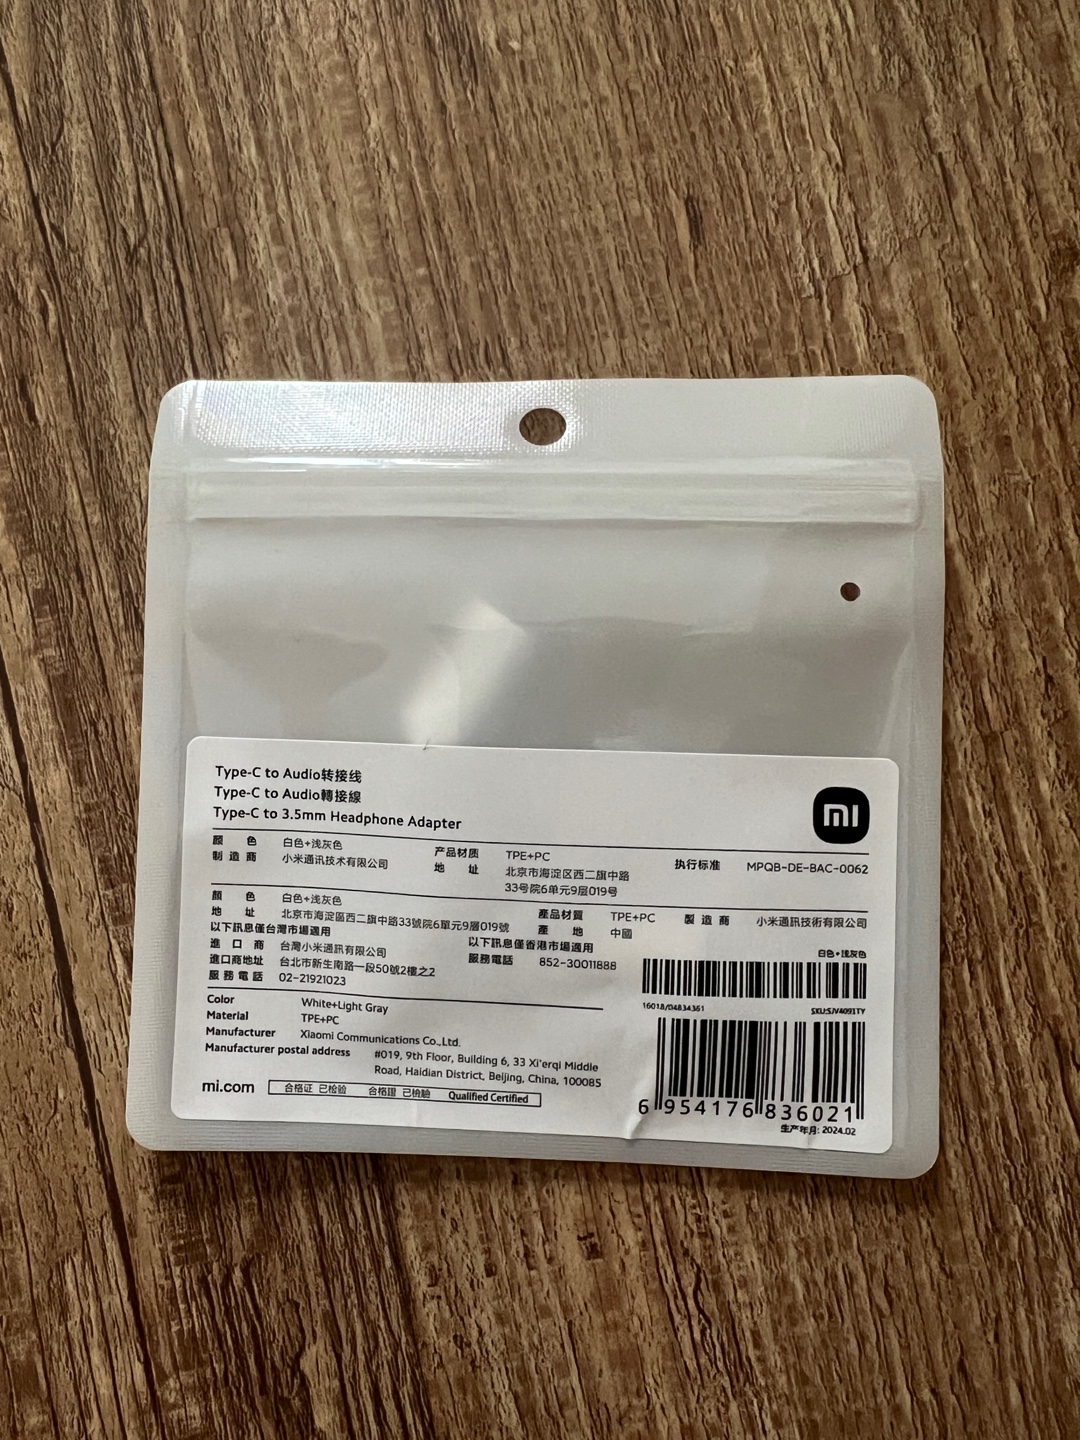 Type-C to Audio转接线
Type-C to Audio轉接線
Type-C to 3.5mm Headphone Adapter
mi
颜 色 白色+浅灰色 产品材质 TPE+PC 执行标准 MPQB-DE-BAC-0062
制造商 小米通讯技术有限公司 地 址 北京市海淀区西二旗中路
33号院6单元9层019号
顏 色 白色+浅灰色 產品材質 TPE+PC 製造商 小米通訊技術有限公司
地 址 北京市海淀區西二旗中路33號院6單元9層019號 產 地 中國
以下訊息僅台灣市場適用 以下訊息僅香港市場適用
進口商 台灣小米通訊有限公司 服務電話 852-30011888
進口商地址 台北市新生南路一段50號2樓之2
服務電話 02-21921023
白色+浅灰色
16018/04834361 SKU:SJV4091TY
Color White+Light Gray
Material TPE+PC
Manufacturer Xiaomi Communications Co.,Ltd.
Manufacturer postal address #019, 9th Floor, Building 6, 33 Xi'erqi Middle
Road, Haidian District, Beijing, China, 100085
mi.com 合格证 已检验 合格證 已檢驗 Qualified Certified
6 954176 836021
生产年月: 2024.02